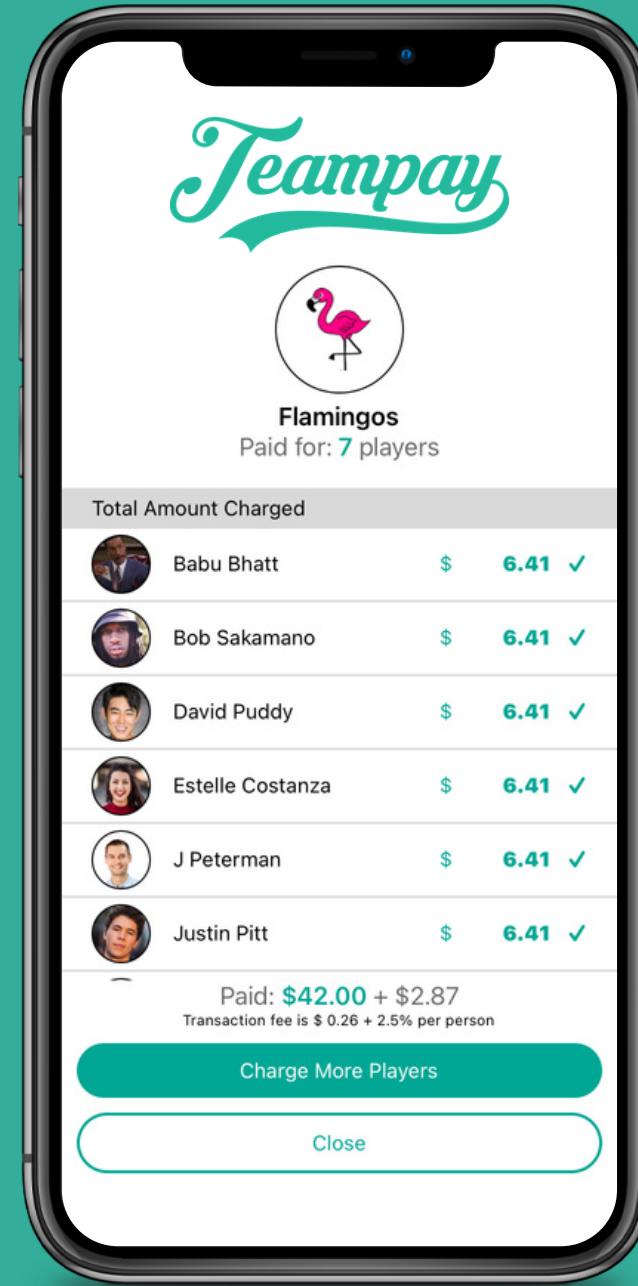 Teampay
Flamingos
Paid for: 7 players
Total Amount Charged
Babu Bhatt $ 6.41 ✓
Bob Sakamano $ 6.41 ✓
David Puddy $ 6.41 ✓
Estelle Costanza $ 6.41 ✓
J Peterman $ 6.41 ✓
Justin Pitt $ 6.41 ✓
Paid: $42.00 + $2.87
Transaction fee is $ 0.26 + 2.5% per person
Charge More Players
Close